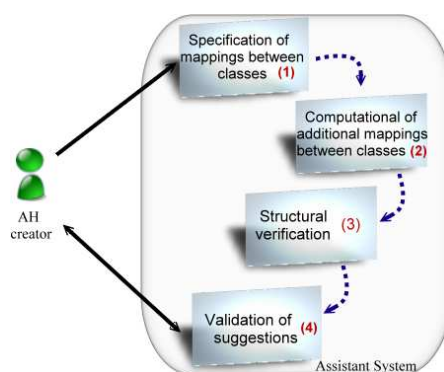 Specification of
mappings between
classes (1)
Computational of
additional mappings
between classes (2)
AH
creator
Structural
verification (3)
Validation of
suggestions (4)
Assistant System